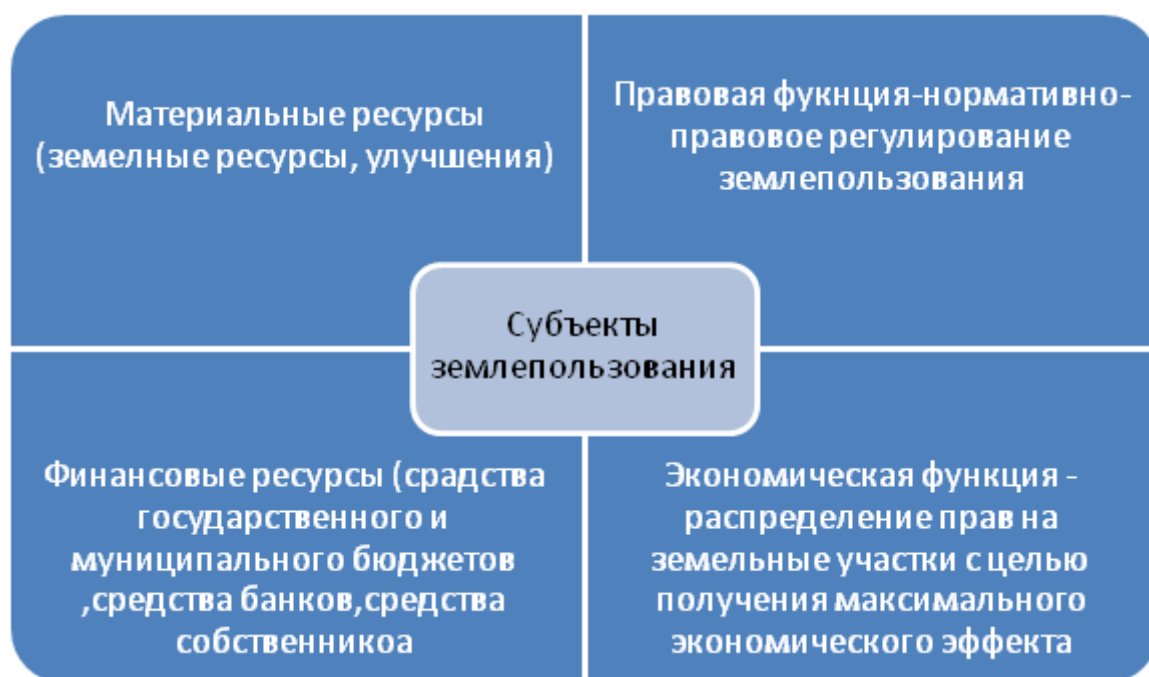 Материальные ресурсы
(земелные ресурсы, улучшения)
Правовая фукнция-нормативно-
правовое регулирование
землепользования
Субъекты
землепользования
Финансовые ресурсы (срадства
государственного и
муниципального бюджетов
,средства банков,средства
собственникоа
Экономическая функция -
распределение прав на
земельные участки с целью
получения максимального
экономического эффекта